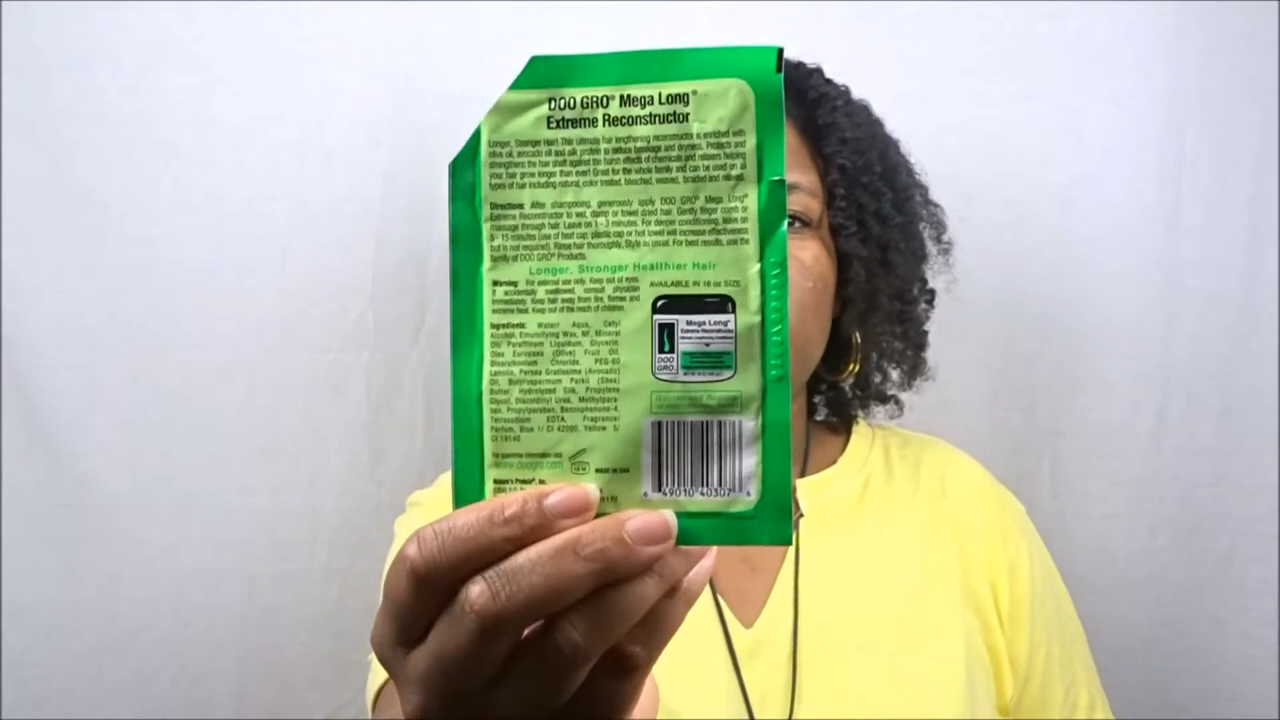 DOO GRO® Mega Long®
Extreme Reconstructor
Longer, Stronger Hair! This ultimate hair lengthening reconstructor is enriched with
olive oil, avocado oil and silk protein to reduce breakage and dryness. Protects and
strengthens the hair shaft against the harsh effects of chemicals and relaxers helping
your hair grow longer than ever! Great for the whole family and can be used on all
types of hair including natural, color treated, bleached, weaved, braided and relaxed.
Directions: After shampooing, generously apply DOO GRO® Mega Long®
Extreme Reconstructor to wet, damp or towel dried hair. Gently finger comb or
massage through hair. Leave on 1 - 3 minutes. For deeper conditioning, leave on
5 - 15 minutes (use of heat cap, plastic cap or hot towel will increase effectiveness
but is not required). Rinse hair thoroughly, Style as usual. For best results, use the
family of DOO GRO® Products.
Longer, Stronger Healthier Hair
Warning: For external use only. Keep out of eyes.
If accidentally swallowed, consult physician
immediately. Keep hair away from fire, flames and
extreme heat. Keep out of the reach of children.
AVAILABLE IN 16 oz SIZE
Mega Long®
Extreme Reconstructor
DOO
GRO
Ingredients: Water/ Aqua, Cetyl
Alcohol, Emulsifying Wax, NF, Mineral
Oil/ Paraffinum Liquidum, Glycerin,
Olea Europaea (Olive) Fruit Oil,
Stearalkonium Chloride, PEG-60
Lanolin, Persea Gratissima (Avocado)
Oil, Butyrospermum Parkii (Shea)
Butter, Hydrolyzed Silk, Propylene
Glycol, Diazolidinyl Urea, Methylpara-
ben, Propylparaben, Benzophenone-4,
Tetrasodium EDTA, Fragrance/
Parfum, Blue 1/ CI 42090, Yellow 5/
CI 19140
For guarantee information visit
www.doogro.com
MADE IN USA
Nature's Protein®, Inc.
6 49010 40307 6